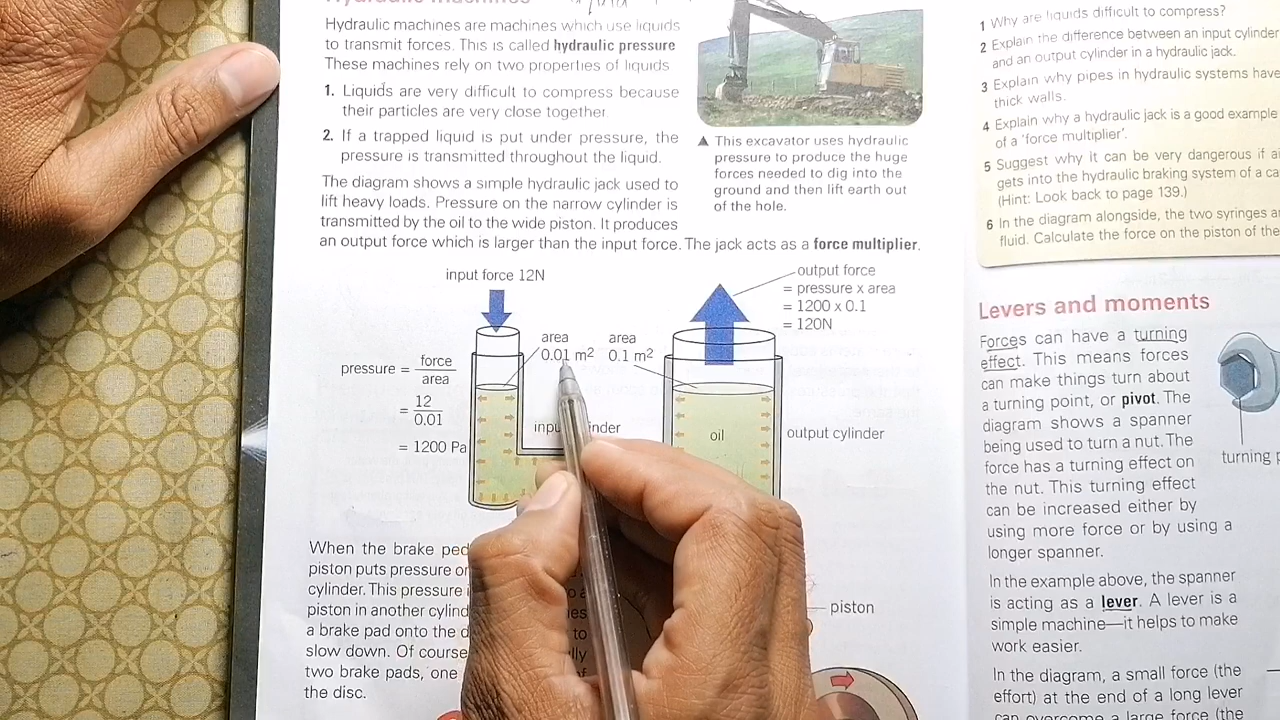 Hydraulic machines
Hydraulic machines are machines which use liquids
to transmit forces. This is called hydraulic pressure
These machines rely on two properties of liquids
1. Liquids are very difficult to compress because
their particles are very close together
2. If a trapped liquid is put under pressure, the
pressure is transmitted throughout the liquid.
The diagram shows a simple hydraulic jack used to
lift heavy loads. Pressure on the narrow cylinder is
transmitted by the oil to the wide piston. It produces
an output force which is larger than the input force. The jack acts as a force multiplier.
▲ This excavator uses hydraulic
pressure to produce the huge
forces needed to dig into the
ground and then lift earth out
of the hole.
input force 12N
output force
= pressure x area
= 1200 x 0.1
= 120N
area
0.01 m2
area
0.1 m2
pressure = force
area
= 12
0.01
= 1200 Pa
oil
output cylinder
When the brake ped
piston puts pressure
cylinder. This pressure
piston in another cylind
a brake pad onto the d
to
slow down. Of course
two brake pads, one
of
the disc.
piston
1 Why are liquids difficult to compress?
2 Explain the difference between an input cylinder
and an output cylinder in a hydraulic jack.
3 Explain why pipes in hydraulic systems have
thick walls.
4 Explain why a hydraulic jack is a good example
of a 'force multiplier'.
5 Suggest why it can be very dangerous if ai
gets into the hydraulic braking system of a ca
(Hint: Look back to page 139.)
6 In the diagram alongside, the two syringes a
fluid. Calculate the force on the piston of the
Levers and moments
Forces can have a turning
effect. This means forces
can make things turn about
a turning point, or pivot. The
diagram shows a spanner
being used to turn a nut. The
force has a turning effect on
the nut. This turning effect
can be increased either by
using more force or by using a
longer spanner.
turning p
In the example above, the spanner
is acting as a lever. A lever is a
simple machine—it helps to make
work easier.
In the diagram, a small force (the
effort) at the end of a long lever
can overcome a large force (the